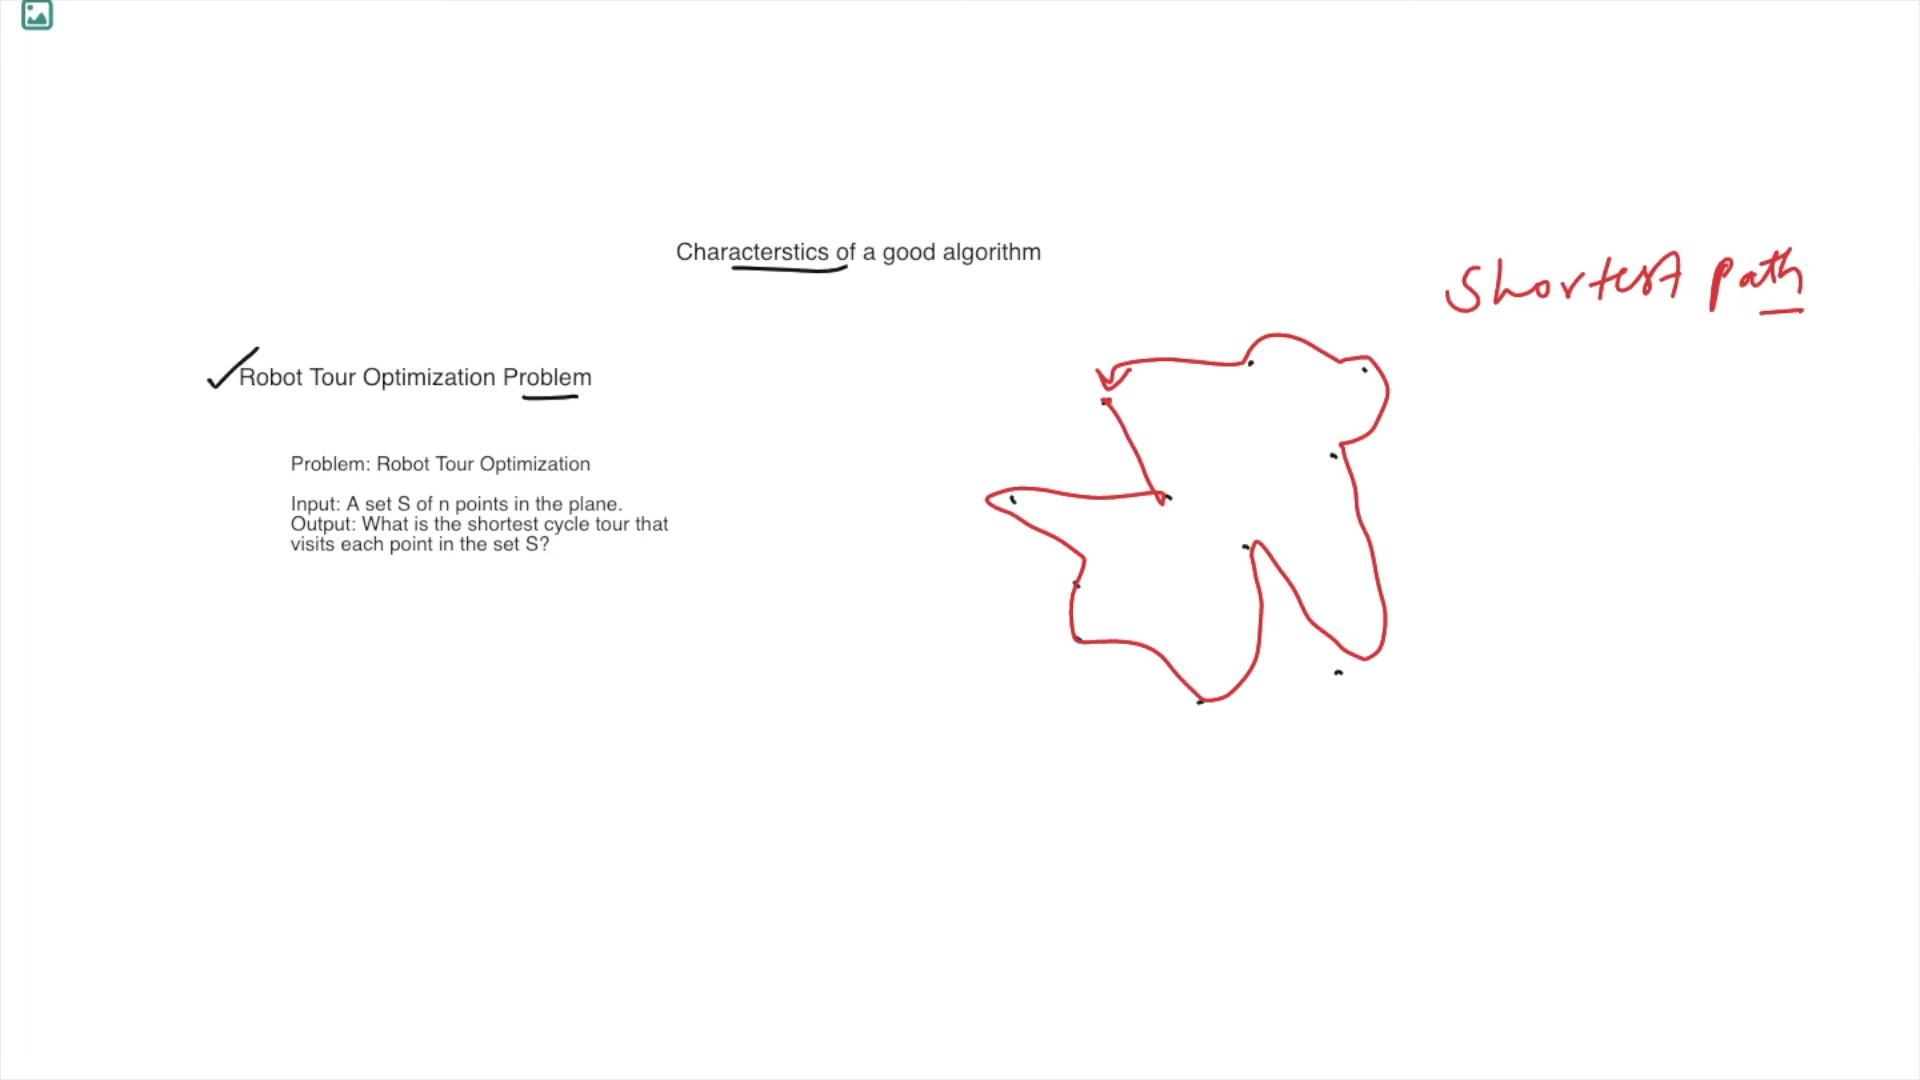 Characterstics of a good algorithm
Shortest path
Robot Tour Optimization Problem
Problem: Robot Tour Optimization
Input: A set S of n points in the plane.
Output: What is the shortest cycle tour that
visits each point in the set S?